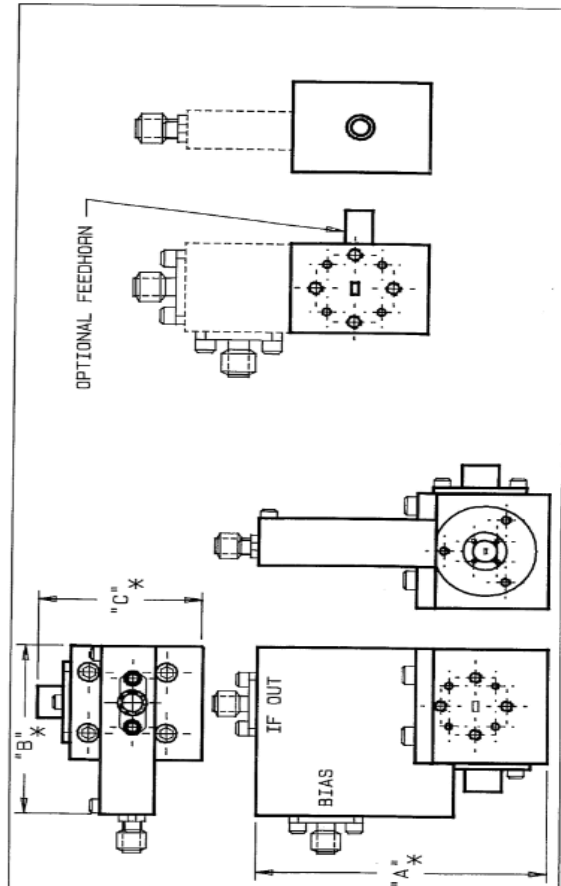 OPTIONAL FEEDHORN
"C"*
"B"*
IF OUT
BIAS
"A"*